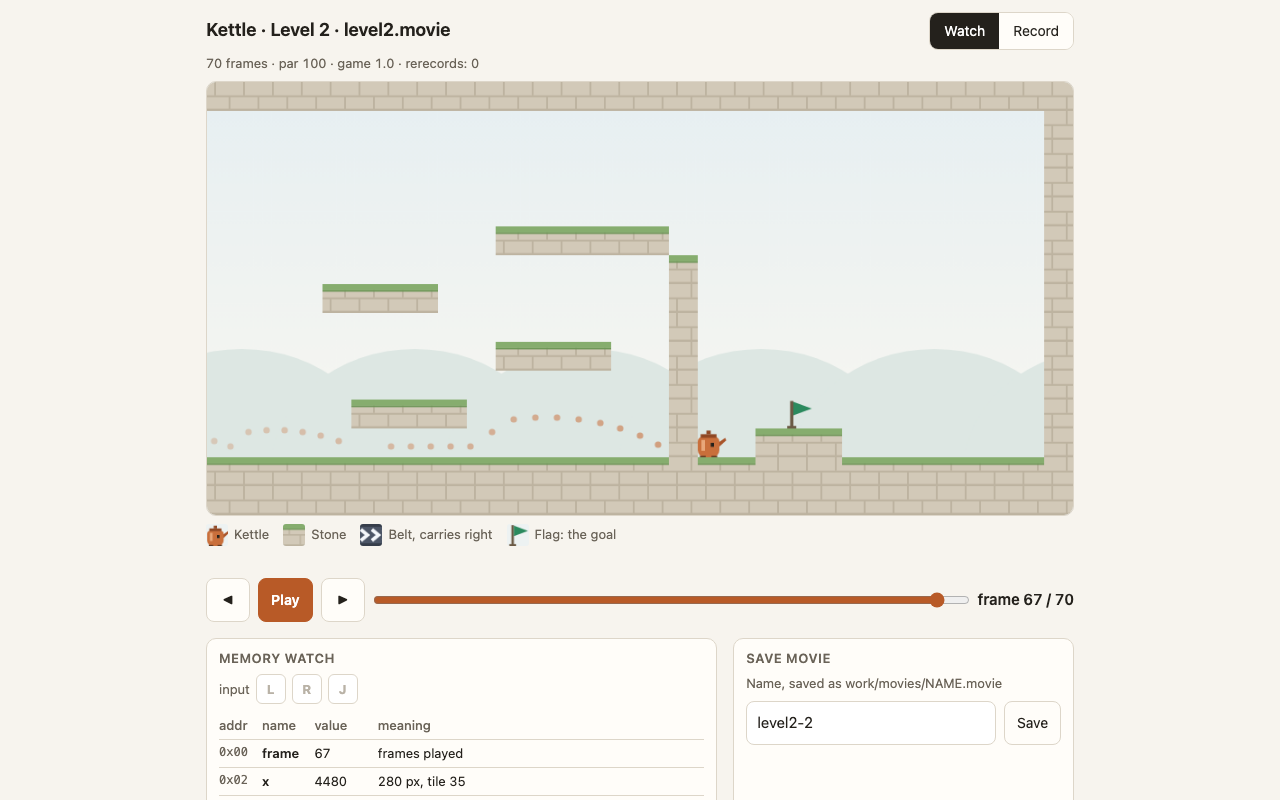 Kettle · Level 2 · level2.movie
Watch Record
70 frames · par 100 · game 1.0 · rerecords: 0
Kettle Stone Belt, carries right Flag: the goal
◄ Play ► frame 67 / 70
MEMORY WATCH
input L R J
addr name value meaning
0x00 frame 67 frames played
0x02 x 4480 280 px, tile 35
SAVE MOVIE
Name, saved as work/movies/NAME.movie
level2-2 Save